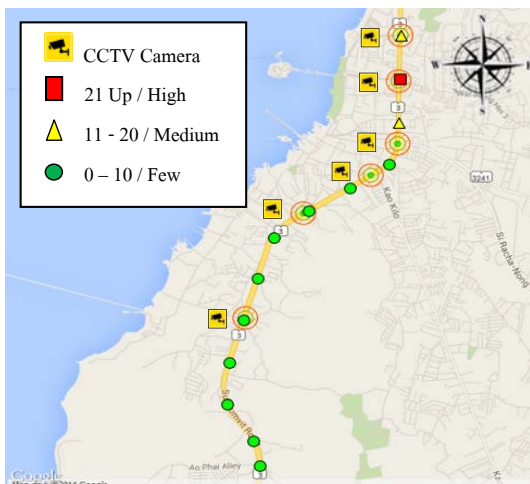 CCTV Camera
21 Up / High
11 - 20 / Medium
0 – 10 / Few
3
3
3241
Kao Kilo
Si Racha-Nong
3
3
Ao Phai Alley
3
Google